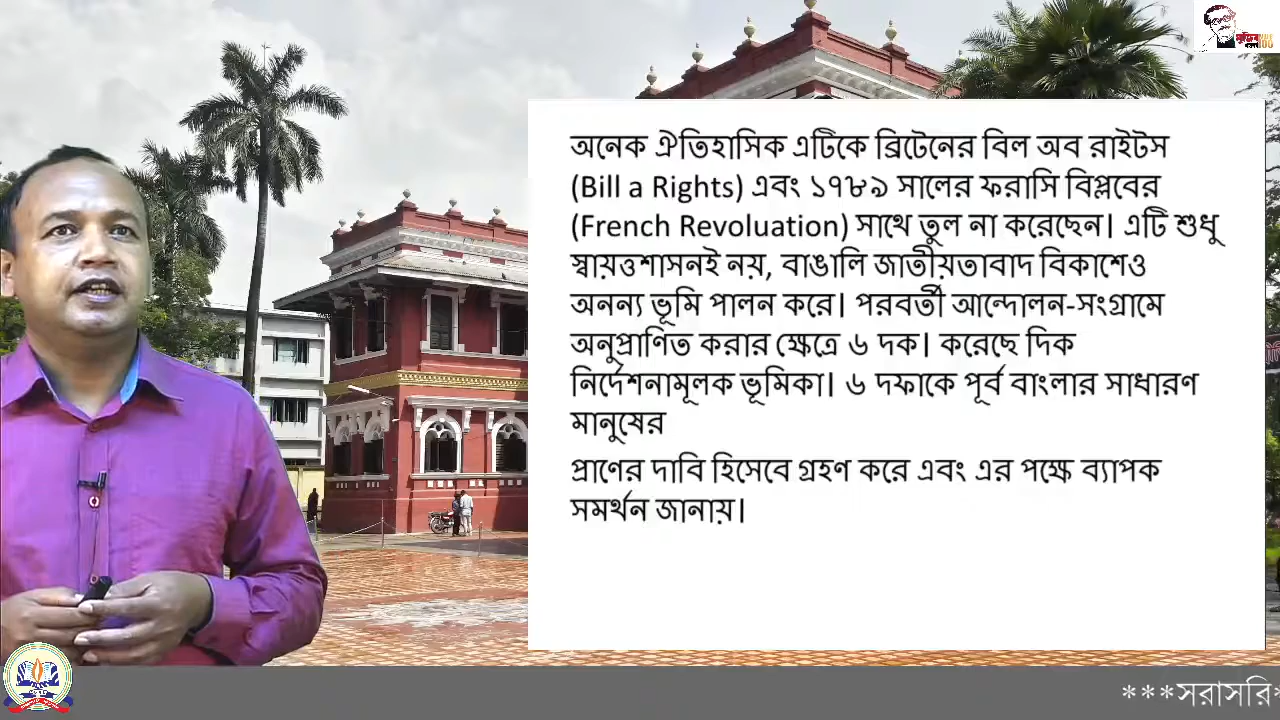 অনেক ঐতিহাসিক এটিকে ব্রিটেনের বিল অব রাইটস
(Bill a Rights) এবং ১৭৮৯ সালের ফরাসি বিপ্লবের
(French Revoluation) সাথে তুল না করেছেন। এটি শুধু
স্বায়ত্তশাসনই নয়, বাঙালি জাতীয়তাবাদ বিকাশেও
অনন্য ভূমি পালন করে। পরবর্তী আন্দোলন-সংগ্রামে
অনুপ্রাণিত করার ক্ষেত্রে ৬ দক। করেছে দিক
নির্দেশনামূলক ভূমিকা। ৬ দফাকে পূর্ব বাংলার সাধারণ
মানুষের
প্রাণের দাবি হিসেবে গ্রহণ করে এবং এর পক্ষে ব্যাপক
সমর্থন জানায়।
***সরাসরি*